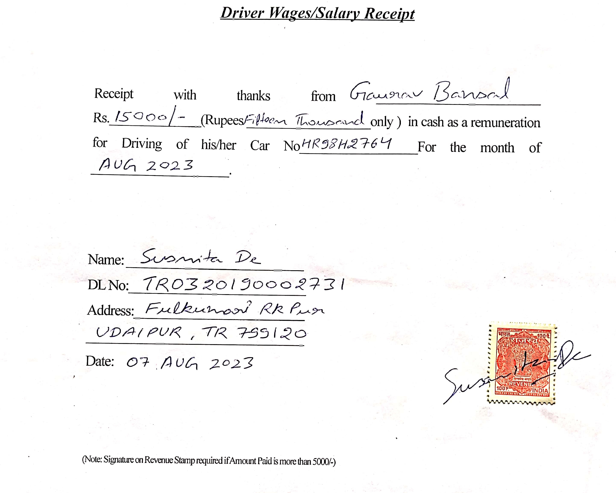 Driver Wages/Salary Receipt
Receipt with thanks from Gaurav Bansal
Rs. 15000/- (Rupees Fifteen Thousand only ) in cash as a remuneration
for Driving of his/her Car No HR98H2764 For the month of
AUG 2023.
Name: Susmita De
DL No: TR0320190002731
Address: Fulkumari RK Pur
UDAIPUR, TR 799120
Date: 07 AUG 2023
Susmita De
REVENUE
INDIA
(Note: Signature on Revenue Stamp required if Amount Paid is more than 5000/-)